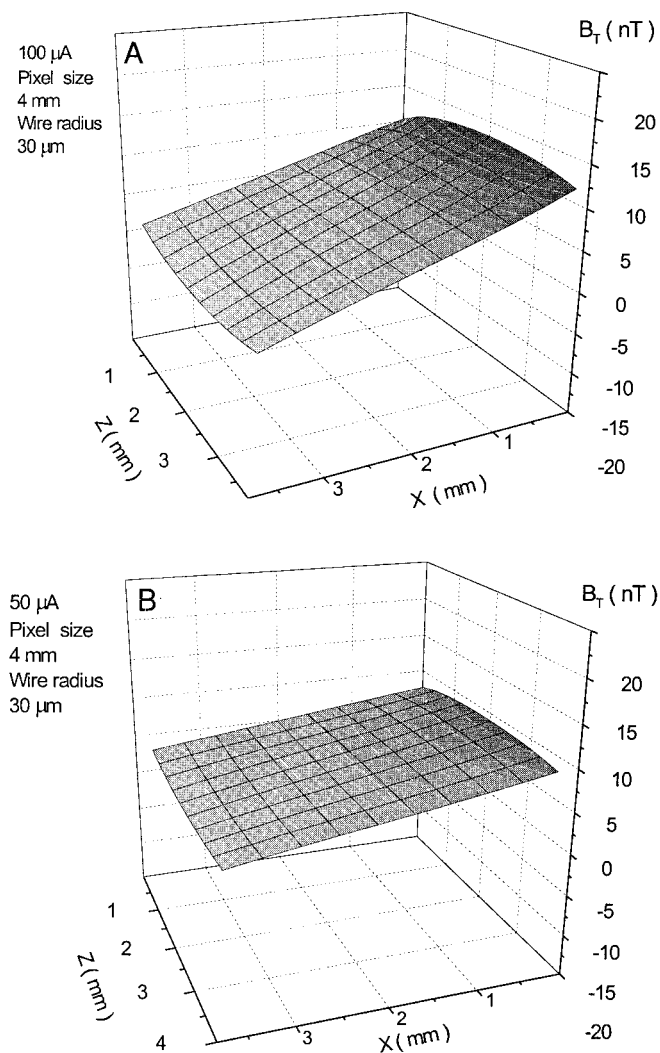 A
B_T (nT)
100 μA
Pixel size
4 mm
Wire radius
30 μm
20
15
10
5
0
-5
-10
-15
-20
1
2
3
Z (mm)
3
2
1
X (mm)
B
B_T (nT)
50 μA
Pixel size
4 mm
Wire radius
30 μm
20
15
10
5
0
-5
-10
-15
-20
1
2
3
4
Z (mm)
3
2
1
X (mm)